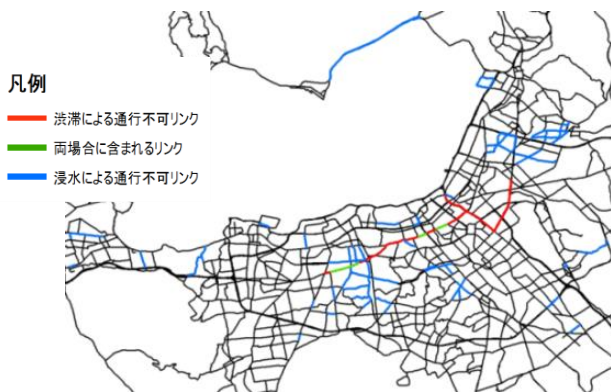 凡例
渋滞による通行不可リンク
両場合に含まれるリンク
浸水による通行不可リンク